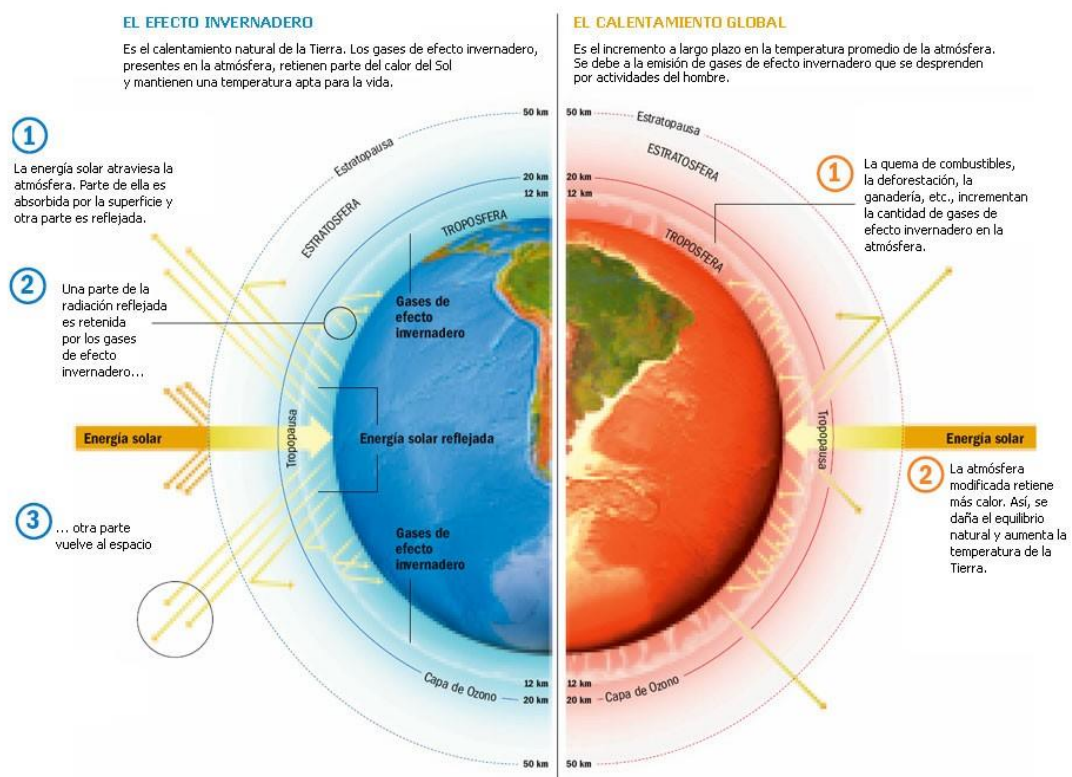 EL EFECTO INVERNADERO
Es el calentamiento natural de la Tierra. Los gases de efecto invernadero,
presentes en la atmósfera, retienen parte del calor del Sol
y mantienen una temperatura apta para la vida.
1
La energía solar atraviesa la
atmósfera. Parte de ella es
absorbida por la superficie y
otra parte es reflejada.
2
Una parte de la
radiación reflejada
es retenida
por los gases
de efecto
invernadero...
Energía solar
3
... otra parte
vuelve al espacio
50 km
Estratopausa
20 km
12 km
ESTRATOSFERA
TROPOSFERA
Gases de
efecto
invernadero
Tropopausa
Energía solar reflejada
Gases de
efecto
invernadero
Capa de Ozono
12 km
20 km
50 km
EL CALENTAMIENTO GLOBAL
Es el incremento a largo plazo en la temperatura promedio de la atmósfera.
Se debe a la emisión de gases de efecto invernadero que se desprenden
por actividades del hombre.
50 km
Estratopausa
ESTRATOSFERA
20 km
12 km
TROPOSFERA
1
La quema de combustibles,
la deforestación, la
ganadería, etc., incrementan
la cantidad de gases de
efecto invernadero en la
atmósfera.
Tropopausa
Energía solar
2
La atmósfera
modificada retiene
más calor. Así, se
daña el equilibrio
natural y aumenta la
temperatura de la
Tierra.
12 km
20 km
Capa de Ozono
50 km